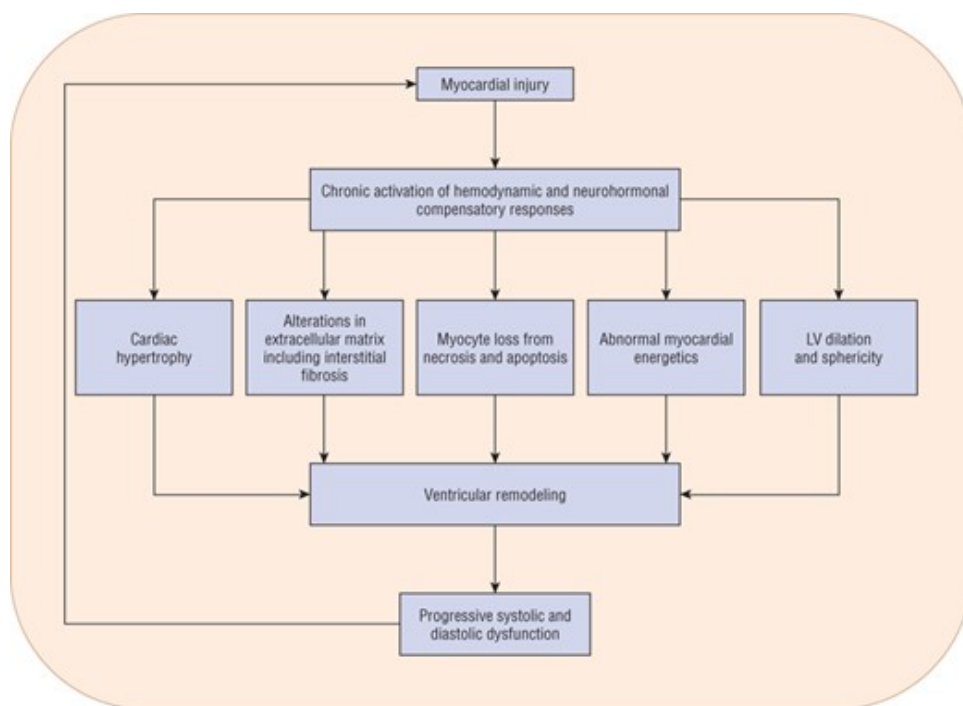 Myocardial injury
Chronic activation of hemodynamic and neurohormonal
compensatory responses
Cardiac
hypertrophy
Alterations in
extracellular matrix
including interstitial
fibrosis
Myocyte loss from
necrosis and apoptosis
Abnormal myocardial
energetics
LV dilation
and sphericity
Ventricular remodeling
Progressive systolic and
diastolic dysfunction